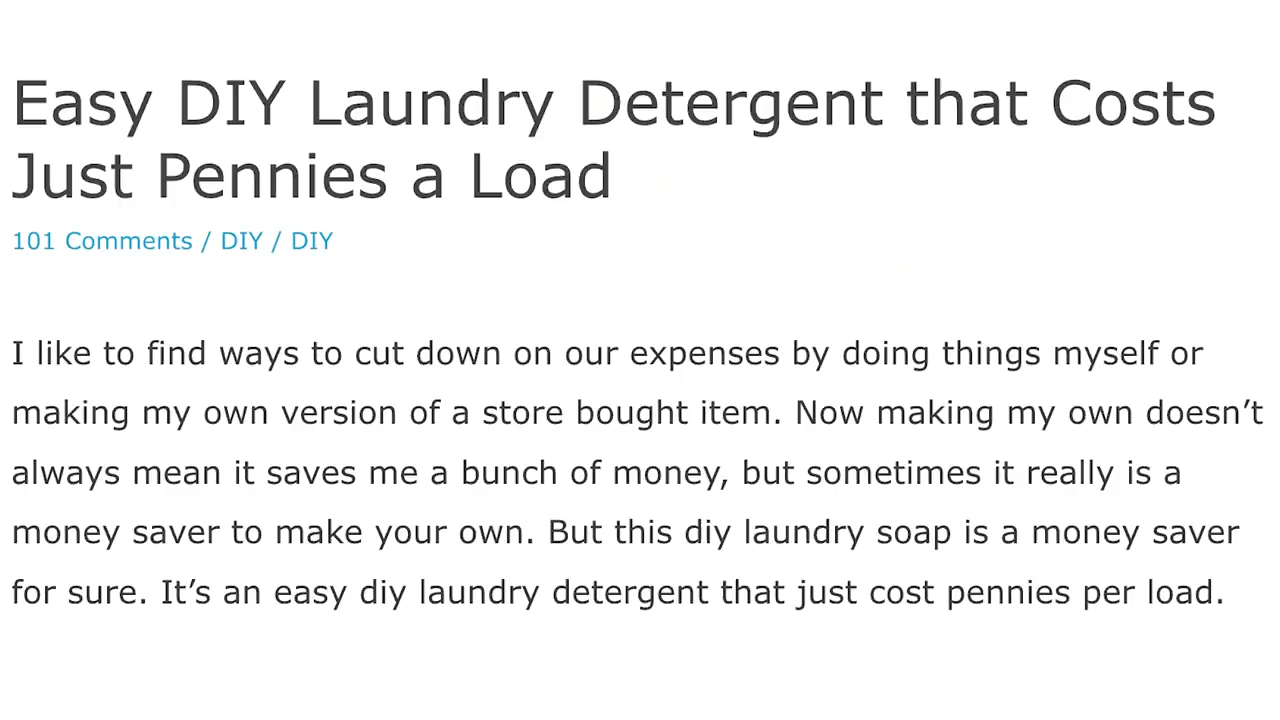 Easy DIY Laundry Detergent that Costs
Just Pennies a Load
101 Comments / DIY / DIY
I like to find ways to cut down on our expenses by doing things myself or
making my own version of a store bought item. Now making my own doesn’t
always mean it saves me a bunch of money, but sometimes it really is a
money saver to make your own. But this diy laundry soap is a money saver
for sure. It’s an easy diy laundry detergent that just cost pennies per load.